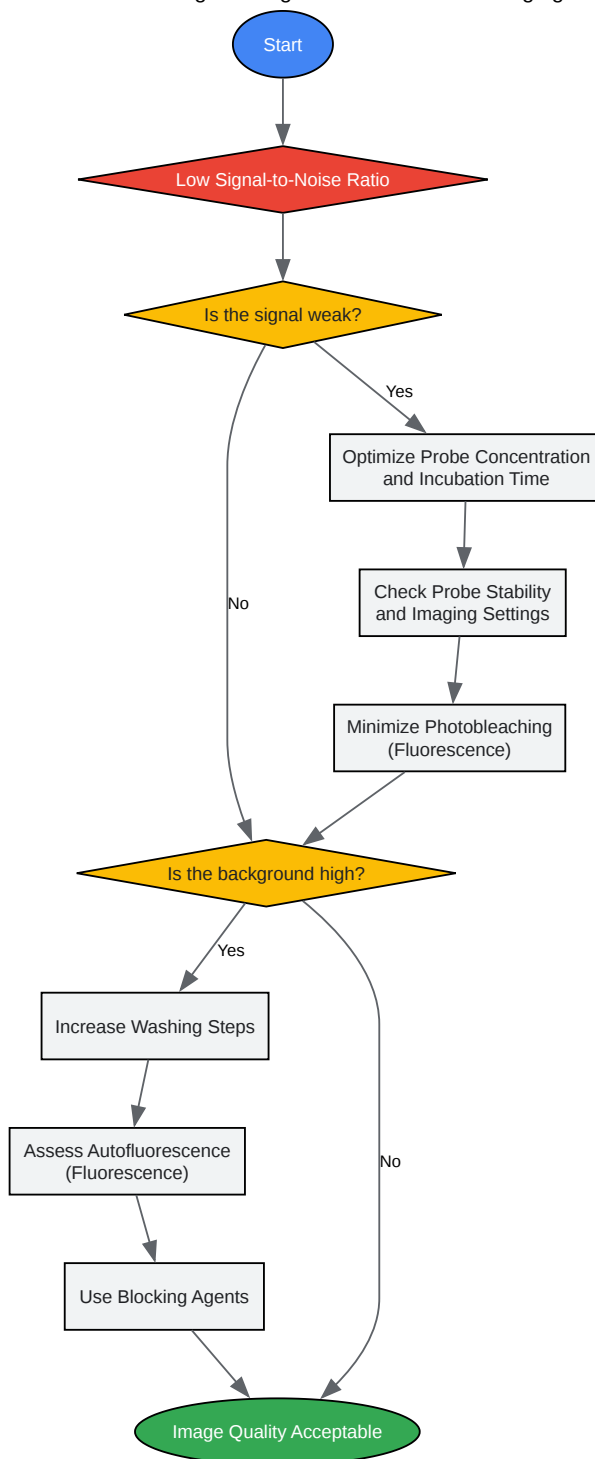 Start
Low Signal-to-Noise Ratio
Is the signal weak?
Yes
Optimize Probe Concentration
and Incubation Time
No
Check Probe Stability
and Imaging Settings
Minimize Photobleaching
(Fluorescence)
Is the background high?
Yes
Increase Washing Steps
Assess Autofluorescence
(Fluorescence)
No
Use Blocking Agents
Image Quality Acceptable